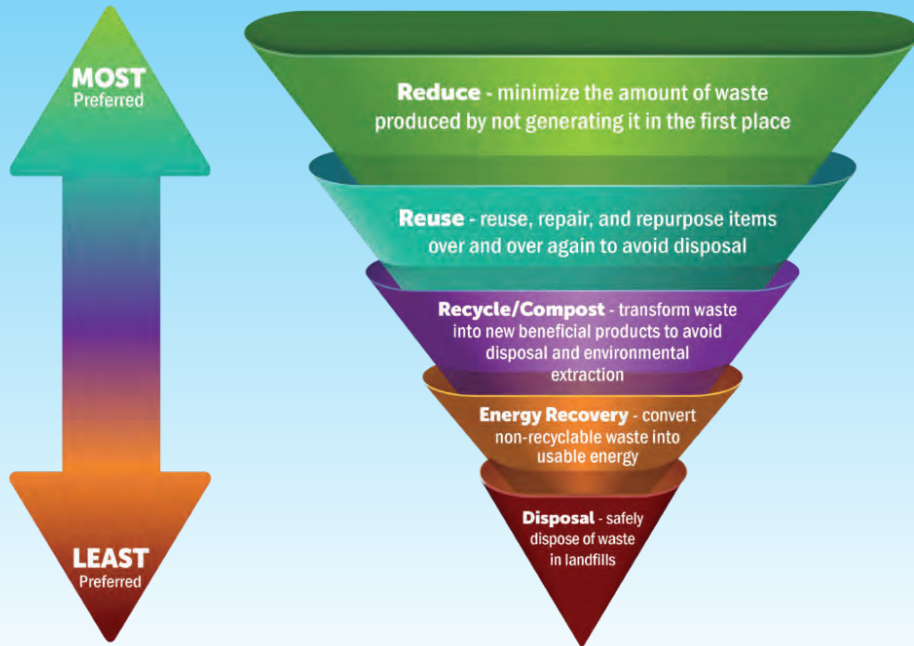 MOST
Preferred
Reduce - minimize the amount of waste
produced by not generating it in the first place
Reuse - reuse, repair, and repurpose items
over and over again to avoid disposal
Recycle/Compost - transform waste
into new beneficial products to avoid
disposal and environmental
extraction
Energy Recovery - convert
non-recyclable waste into
usable energy
Disposal - safely
dispose of waste
in landfills
LEAST
Preferred